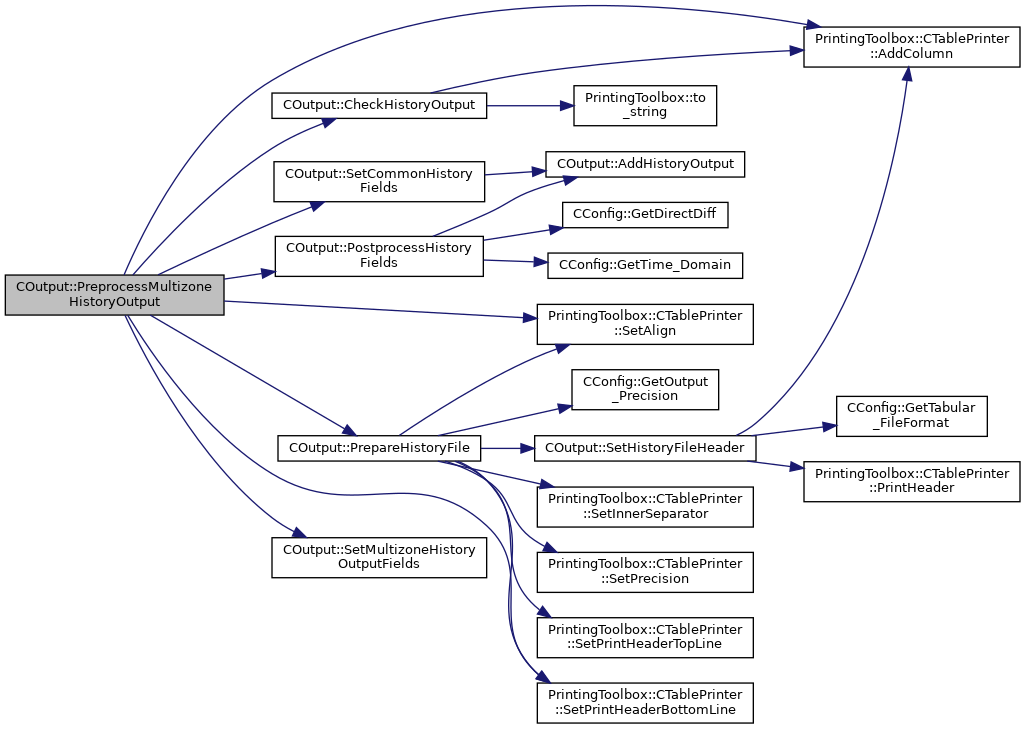 PrintingToolbox::CTablePrinter
::AddColumn
COutput::CheckHistoryOutput
PrintingToolbox::to
_string
COutput::SetCommonHistory
Fields
COutput::AddHistoryOutput
COutput::PostprocessHistory
Fields
CConfig::GetDirectDiff
CConfig::GetTime_Domain
COutput::PreprocessMultizone
HistoryOutput
PrintingToolbox::CTablePrinter
::SetAlign
CConfig::GetOutput
_Precision
COutput::PrepareHistoryFile
COutput::SetHistoryFileHeader
CConfig::GetTabular
_FileFormat
PrintingToolbox::CTablePrinter
::PrintHeader
PrintingToolbox::CTablePrinter
::SetInnerSeparator
COutput::SetMultizoneHistory
OutputFields
PrintingToolbox::CTablePrinter
::SetPrecision
PrintingToolbox::CTablePrinter
::SetPrintHeaderTopLine
PrintingToolbox::CTablePrinter
::SetPrintHeaderBottomLine